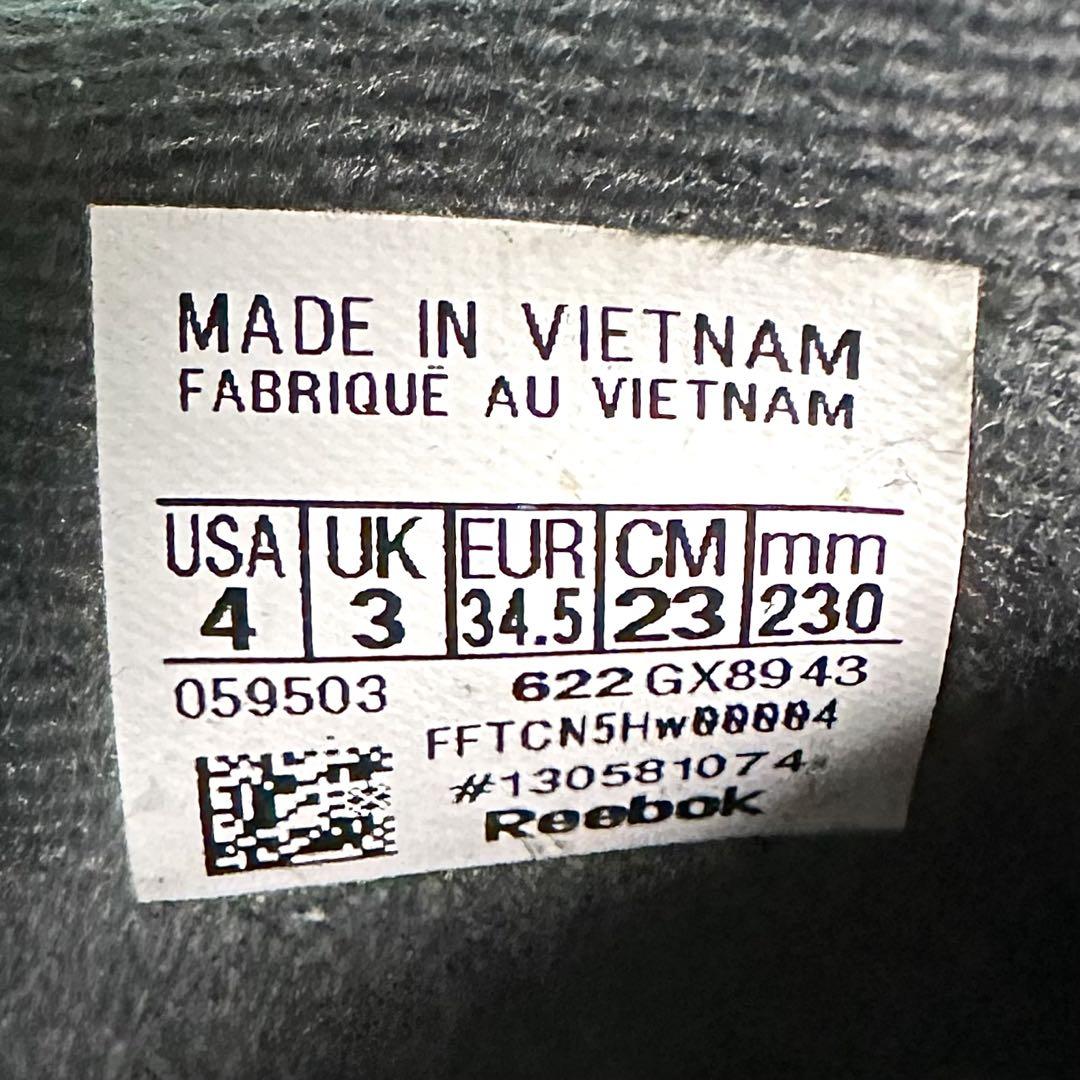 MADE IN VIETNAM
FABRIQUË AU VIETNAM
USA UK EUR CM mm
4 3 34.5 23 230
059503 622 GX8943
FFTCN5Hw00004
#130581074
Reebok